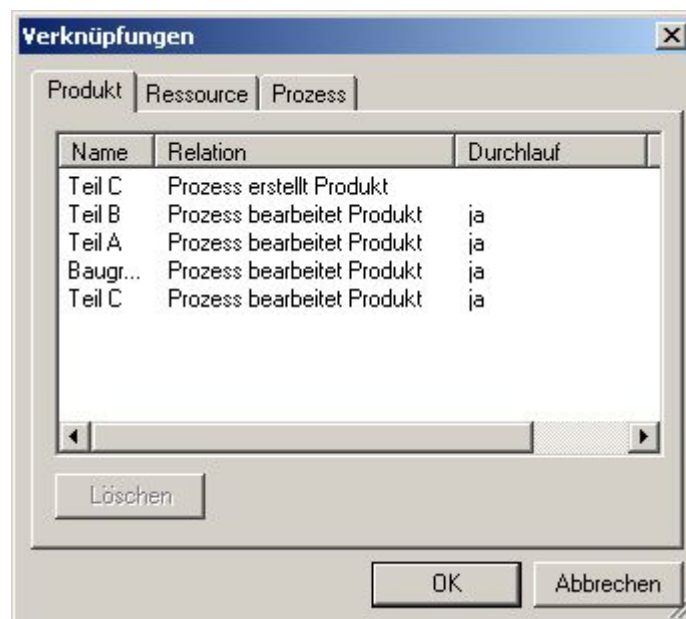 Verknüpfungen
Produkt Ressource Prozess
Name Relation Durchlauf
Teil C Prozess erstellt Produkt
Teil B Prozess bearbeitet Produkt ja
Teil A Prozess bearbeitet Produkt ja
Baugr... Prozess bearbeitet Produkt ja
Teil C Prozess bearbeitet Produkt ja
Löschen
OK Abbrechen